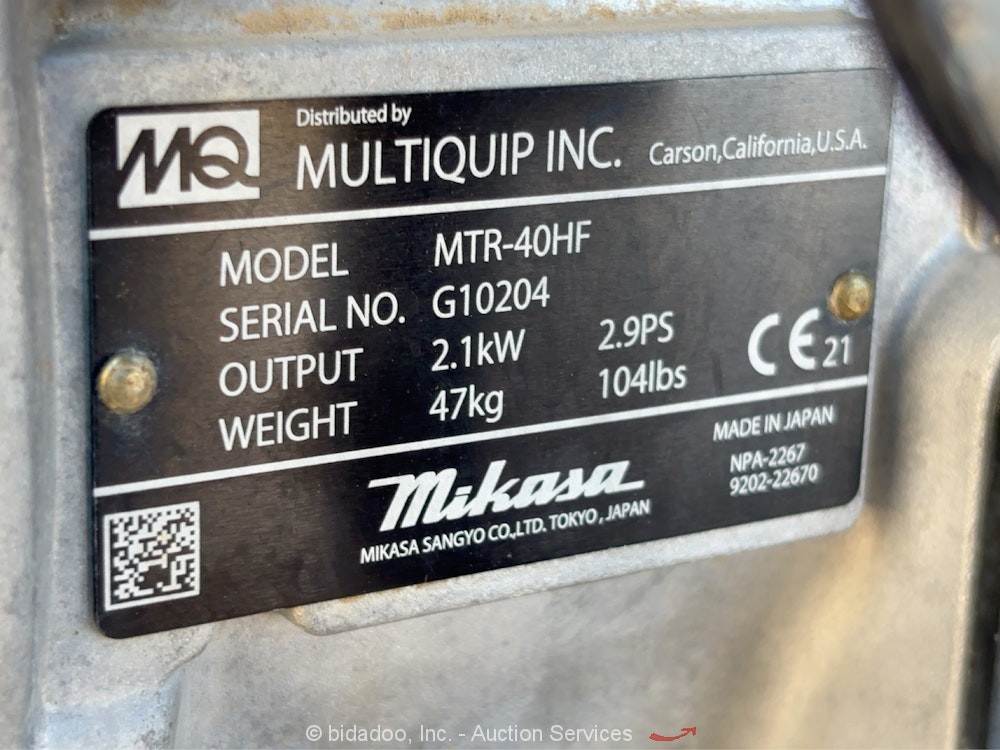 MQ
Distributed by
MULTIQUIP INC. Carson,California,U.S.A.
MODEL MTR-40HF
SERIAL NO. G10204
OUTPUT 2.1kW 2.9PS
WEIGHT 47kg 104lbs
CE 21
MADE IN JAPAN
NPA-2267
9202-22670
Mikasa
MIKASA SANGYO CO.,LTD. TOKYO, JAPAN
© bidadoo, Inc. - Auction Services